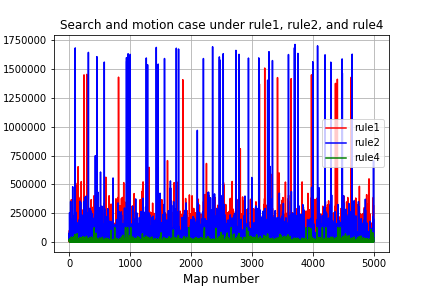 Search and motion case under rule1, rule2, and rule4
1750000
1500000
1250000
1000000
750000
500000
250000
0
rule1
rule2
rule4
0 1000 2000 3000 4000 5000
Map number